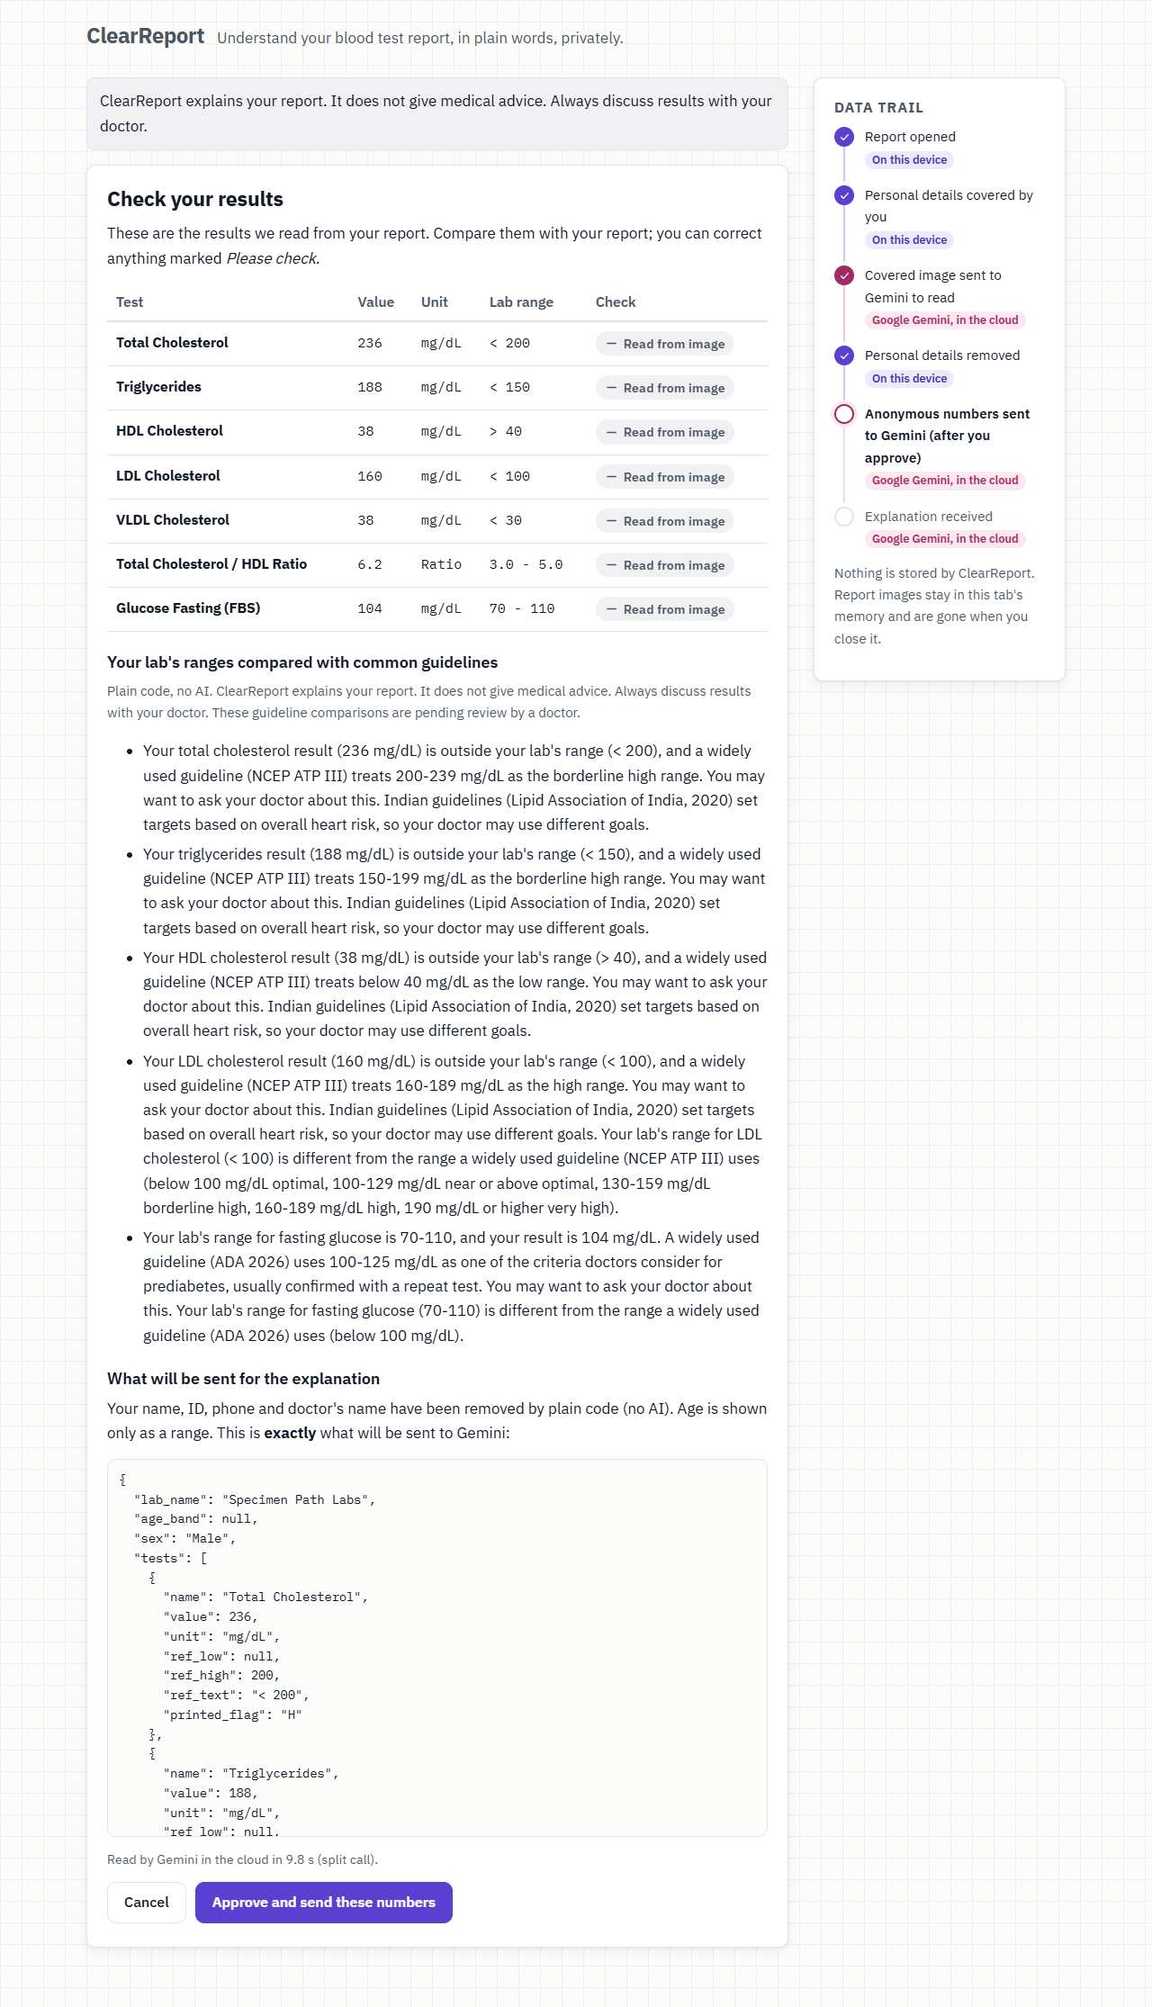 ClearReport Understand your blood test report, in plain words, privately.
ClearReport explains your report. It does not give medical advice. Always discuss results with your
doctor.
Check your results
These are the results we read from your report. Compare them with your report; you can correct
anything marked Please check.
Test Value Unit Lab range Check
Total Cholesterol 236 mg/dL < 200 — Read from image
Triglycerides 188 mg/dL < 150 — Read from image
HDL Cholesterol 38 mg/dL > 40 — Read from image
LDL Cholesterol 160 mg/dL < 100 — Read from image
VLDL Cholesterol 38 mg/dL < 30 — Read from image
Total Cholesterol / HDL Ratio 6.2 Ratio 3.0 - 5.0 — Read from image
Glucose Fasting (FBS) 104 mg/dL 70 - 110 — Read from image
Your lab's ranges compared with common guidelines
Plain code, no AI. ClearReport explains your report. It does not give medical advice. Always discuss results
with your doctor. These guideline comparisons are pending review by a doctor.
• Your total cholesterol result (236 mg/dL) is outside your lab's range (< 200), and a widely
used guideline (NCEP ATP III) treats 200-239 mg/dL as the borderline high range. You may
want to ask your doctor about this. Indian guidelines (Lipid Association of India, 2020) set
targets based on overall heart risk, so your doctor may use different goals.
• Your triglycerides result (188 mg/dL) is outside your lab's range (< 150), and a widely used
guideline (NCEP ATP III) treats 150-199 mg/dL as the borderline high range. You may want
to ask your doctor about this. Indian guidelines (Lipid Association of India, 2020) set
targets based on overall heart risk, so your doctor may use different goals.
• Your HDL cholesterol result (38 mg/dL) is outside your lab's range (> 40), and a widely used
guideline (NCEP ATP III) treats below 40 mg/dL as the low range. You may want to ask your
doctor about this. Indian guidelines (Lipid Association of India, 2020) set targets based on
overall heart risk, so your doctor may use different goals.
• Your LDL cholesterol result (160 mg/dL) is outside your lab's range (< 100), and a widely
used guideline (NCEP ATP III) treats 160-189 mg/dL as the high range. You may want to
ask your doctor about this. Indian guidelines (Lipid Association of India, 2020) set targets
based on overall heart risk, so your doctor may use different goals. Your lab's range for LDL
cholesterol (< 100) is different from the range a widely used guideline (NCEP ATP III) uses
(below 100 mg/dL optimal, 100-129 mg/dL near or above optimal, 130-159 mg/dL
borderline high, 160-189 mg/dL high, 190 mg/dL or higher very high).
• Your lab's range for fasting glucose is 70-110, and your result is 104 mg/dL. A widely used
guideline (ADA 2026) uses 100-125 mg/dL as one of the criteria doctors consider for
prediabetes, usually confirmed with a repeat test. You may want to ask your doctor about
this. Your lab's range for fasting glucose (70-110) is different from the range a widely used
guideline (ADA 2026) uses (below 100 mg/dL).
What will be sent for the explanation
Your name, ID, phone and doctor's name have been removed by plain code (no AI). Age is shown
only as a range. This is exactly what will be sent to Gemini:
{
"lab_name": "Specimen Path Labs",
"age_band": null,
"sex": "Male",
"tests": [
{
"name": "Total Cholesterol",
"value": 236,
"unit": "mg/dL",
"ref_low": null,
"ref_high": 200,
"ref_text": "< 200",
"printed_flag": "H"
},
{
"name": "Triglycerides",
"value": 188,
"unit": "mg/dL",
"ref_low": null,
Read by Gemini in the cloud in 9.8 s (split call).
Cancel Approve and send these numbers
DATA TRAIL
Report opened
On this device
Personal details covered by
you
On this device
Covered image sent to
Gemini to read
Google Gemini, in the cloud
Personal details removed
On this device
Anonymous numbers sent
to Gemini (after you
approve)
Google Gemini, in the cloud
Explanation received
Google Gemini, in the cloud
Nothing is stored by ClearReport.
Report images stay in this tab's
memory and are gone when you
close it.